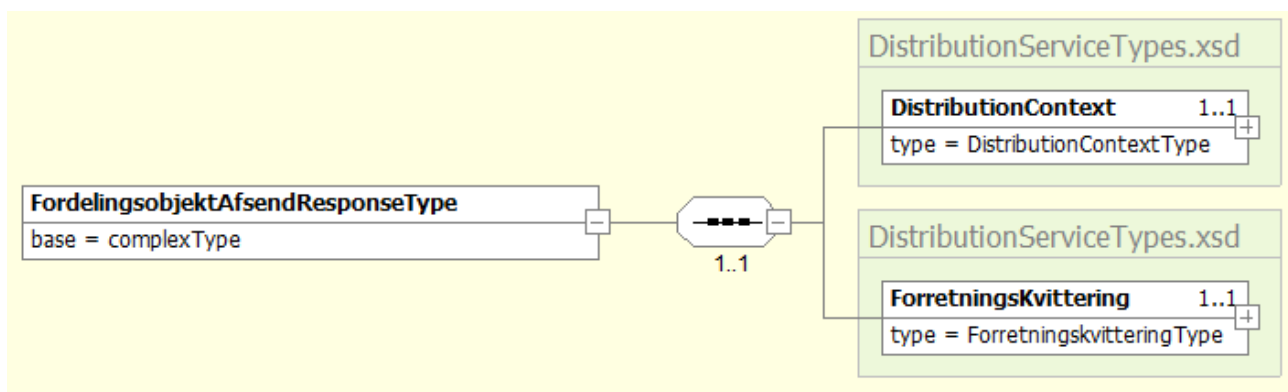 DistributionServiceTypes.xsd
DistributionContext 1..1
type = DistributionContextType
FordelingsobjektAfsendResponseType
base = complexType
1..1
DistributionServiceTypes.xsd
ForretningsKvittering 1..1
type = ForretningskvitteringType